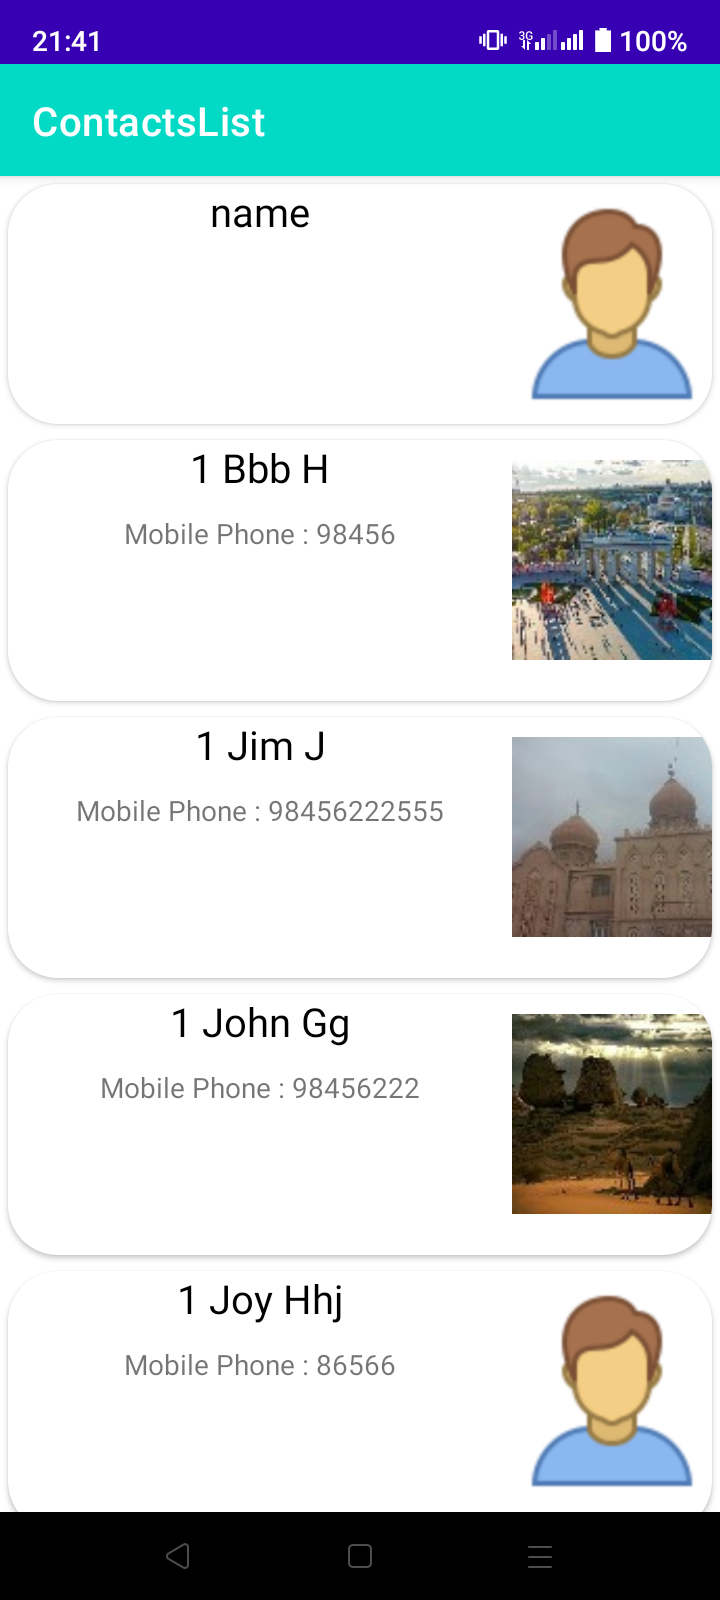 21:41 3G 100%
ContactsList
name
1 Bbb H
Mobile Phone : 98456
1 Jim J
Mobile Phone : 98456222555
1 John Gg
Mobile Phone : 98456222
1 Joy Hhj
Mobile Phone : 86566